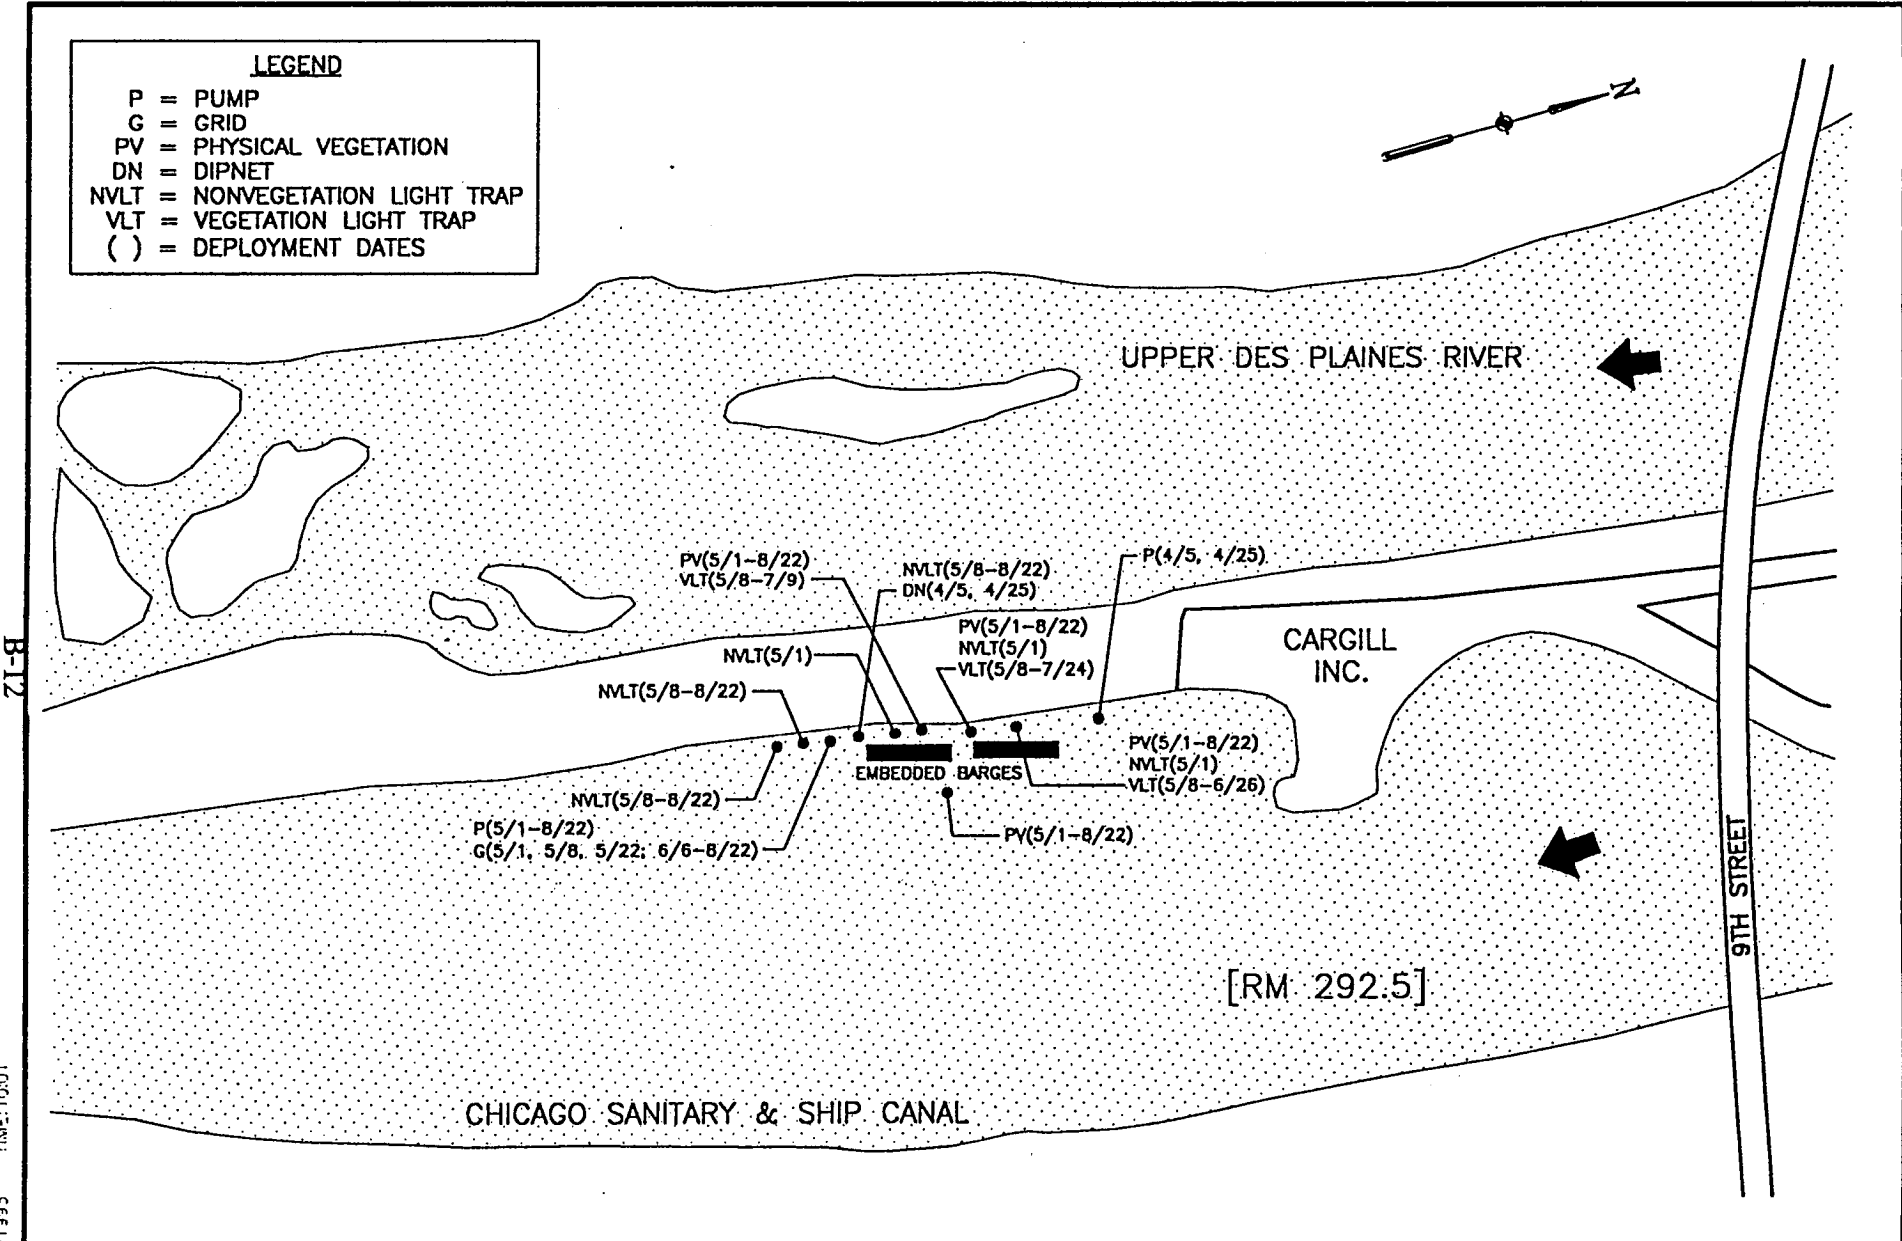 LEGEND
P = PUMP
G = GRID
PV = PHYSICAL VEGETATION
DN = DIPNET
NVLT = NONVEGETATION LIGHT TRAP
VLT = VEGETATION LIGHT TRAP
( ) = DEPLOYMENT DATES
N
UPPER DES PLAINES RIVER
PV(5/1-8/22)
VLT(5/8-7/9)
NVLT(5/8-8/22)
DN(4/5, 4/25)
P(4/5, 4/25)
PV(5/1-8/22)
NVLT(5/1)
VLT(5/8-7/24)
NVLT(5/1)
NVLT(5/8-8/22)
CARGILL
INC.
EMBEDDED BARGES
PV(5/1-8/22)
NVLT(5/1)
VLT(5/8-6/26)
NVLT(5/8-8/22)
P(5/1-8/22)
G(5/1, 5/8, 5/22; 6/6-8/22)
PV(5/1-8/22)
9TH STREET
[RM 292.5]
CHICAGO SANITARY & SHIP CANAL
B-12